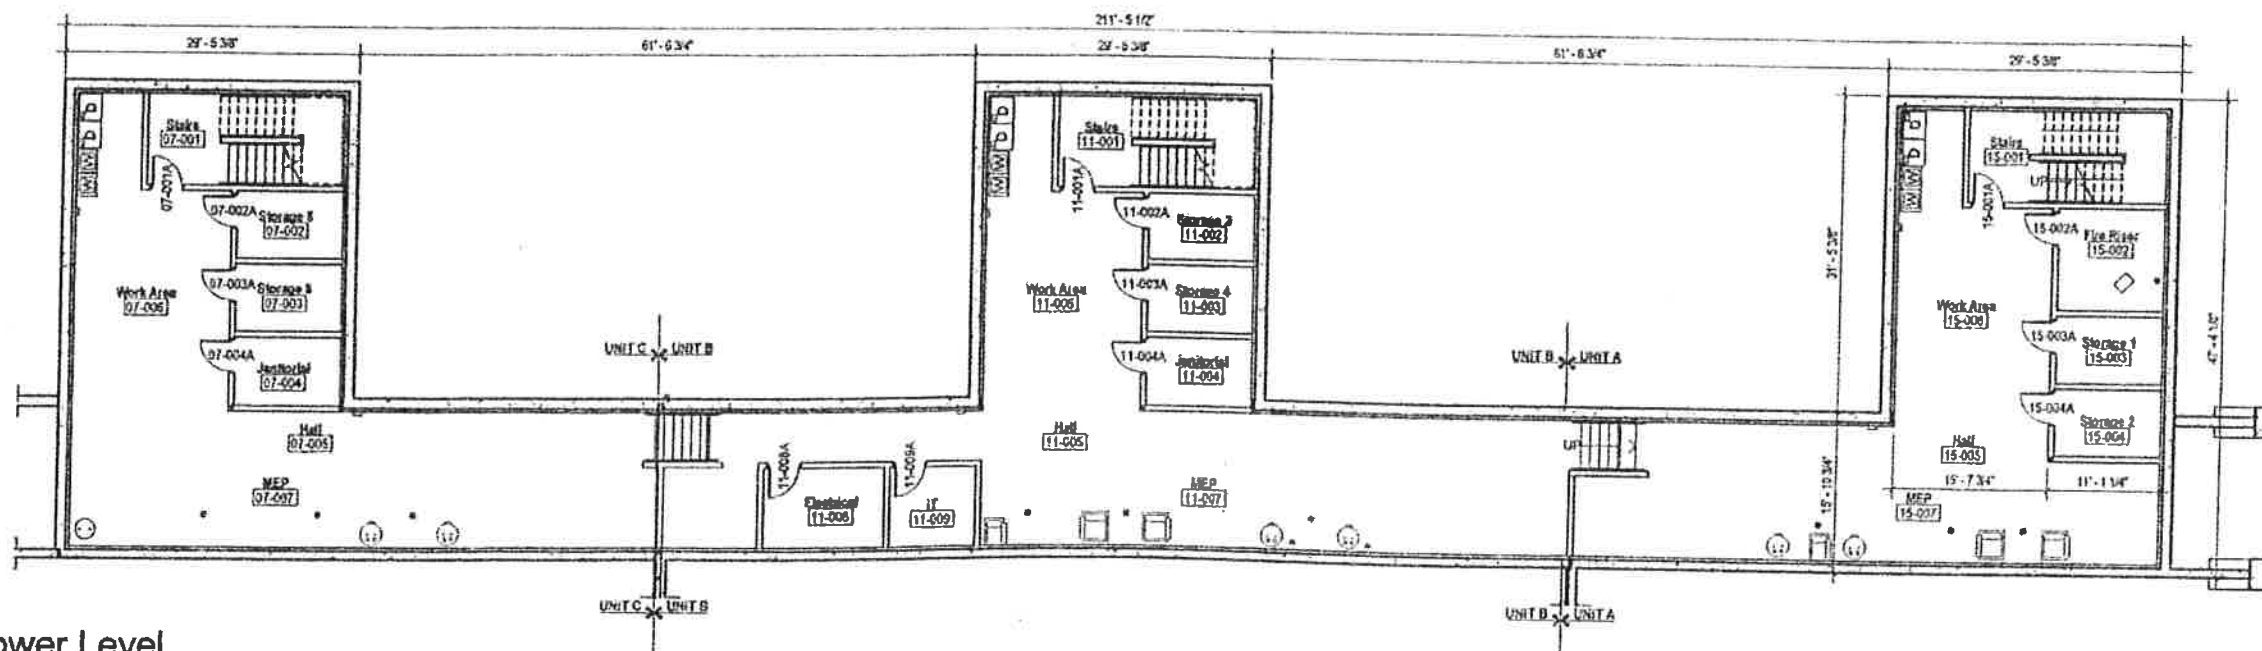 211' - 5 1/2"
29' - 5 3/8"
61' - 6 3/4"
29' - 5 3/8"
61' - 6 3/4"
29' - 5 3/8"
Stairs
07-001
07-001A
07-002A
Storage 5
07-002
07-003A
07-003
07-004A
Janitorial
07-004
Work Area
07-006
Hall
07-005
MEP
07-007
UNIT C
UNIT B
Stairs
11-001
11-001A
11-002A
Storage 3
11-002
11-003A
Storage 4
11-003
11-004A
Janitorial
11-004
Work Area
11-006
Hall
11-005
MEP
11-007
11-008A
Electrical
11-008
11-009A
IT
11-009
UNIT B
UNIT A
UP
Stairs
15-001
UP
15-001A
15-002A
Fire Riser
15-002
15-003A
Storage 1
15-003
15-004A
Storage 2
15-004
Work Area
15-006
Hall
15-005
MEP
15-007
31' - 5 3/8"
15' - 10 3/4"
15' - 7 3/4"
11' - 1 1/4"
47' - 4 1/8"
UNIT C
UNIT B
UNIT B
UNIT A
ower Level